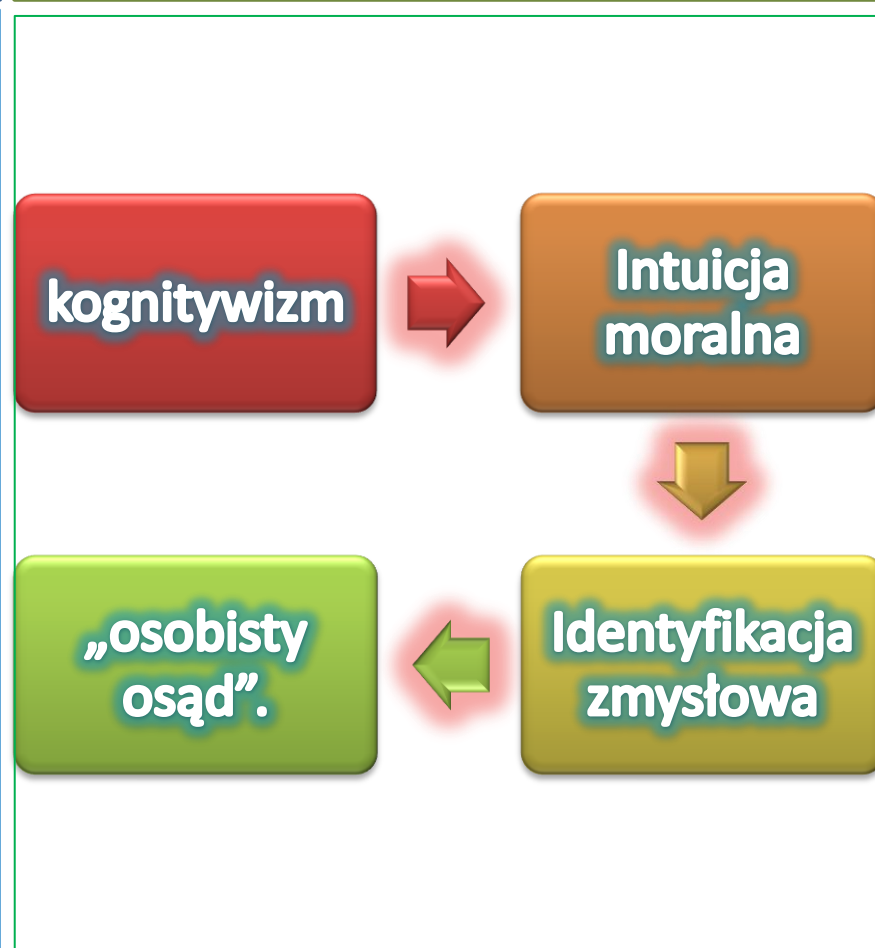 kognitywizm
Intuicja
moralna
Identyfikacja
zmysłowa
„osobisty
osąd”.